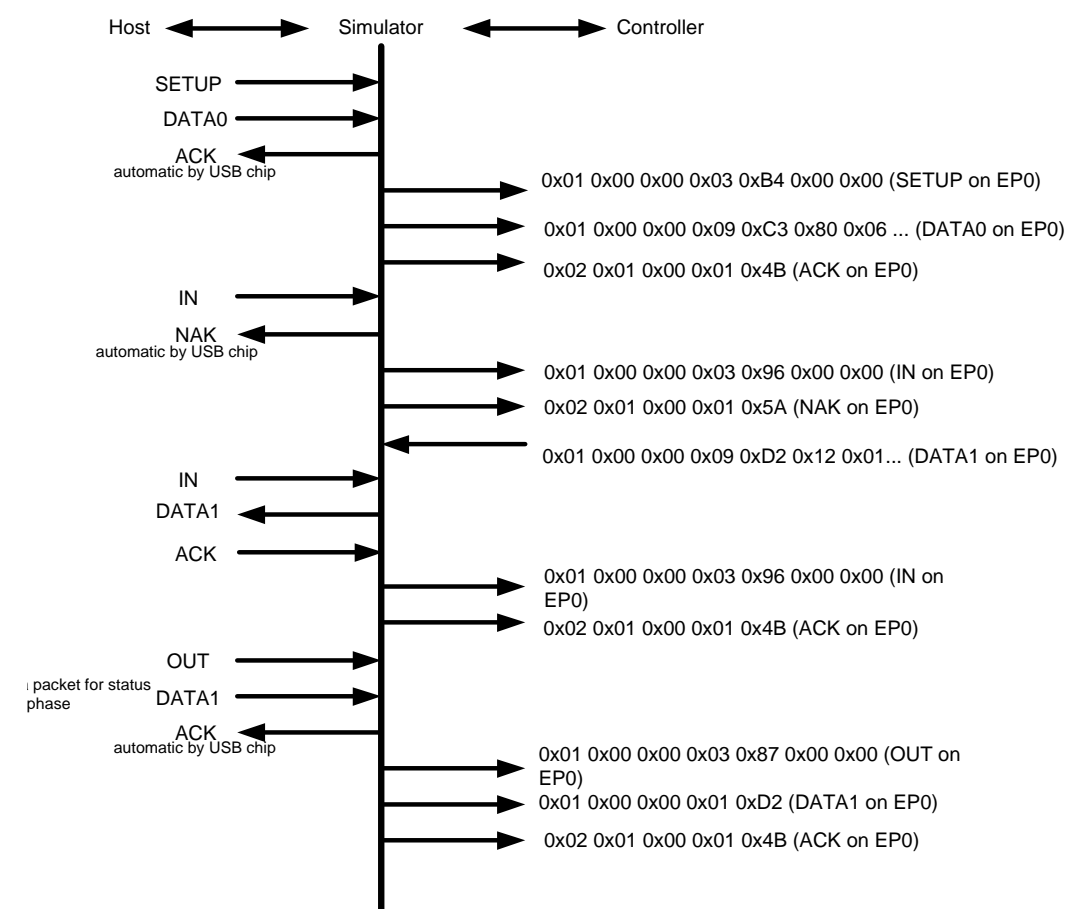 Host Simulator Controller
SETUP
DATA0
ACK
automatic by USB chip
0x01 0x00 0x00 0x03 0xB4 0x00 0x00 (SETUP on EP0)
0x01 0x00 0x00 0x09 0xC3 0x80 0x06 ... (DATA0 on EP0)
0x02 0x01 0x00 0x01 0x4B (ACK on EP0)
IN
NAK
automatic by USB chip
0x01 0x00 0x00 0x03 0x96 0x00 0x00 (IN on EP0)
0x02 0x01 0x00 0x01 0x5A (NAK on EP0)
0x01 0x00 0x00 0x09 0xD2 0x12 0x01... (DATA1 on EP0)
IN
DATA1
ACK
0x01 0x00 0x00 0x03 0x96 0x00 0x00 (IN on
EP0)
0x02 0x01 0x00 0x01 0x4B (ACK on EP0)
OUT
packet for status
phase
DATA1
ACK
automatic by USB chip
0x01 0x00 0x00 0x03 0x87 0x00 0x00 (OUT on
EP0)
0x01 0x00 0x00 0x01 0xD2 (DATA1 on EP0)
0x02 0x01 0x00 0x01 0x4B (ACK on EP0)